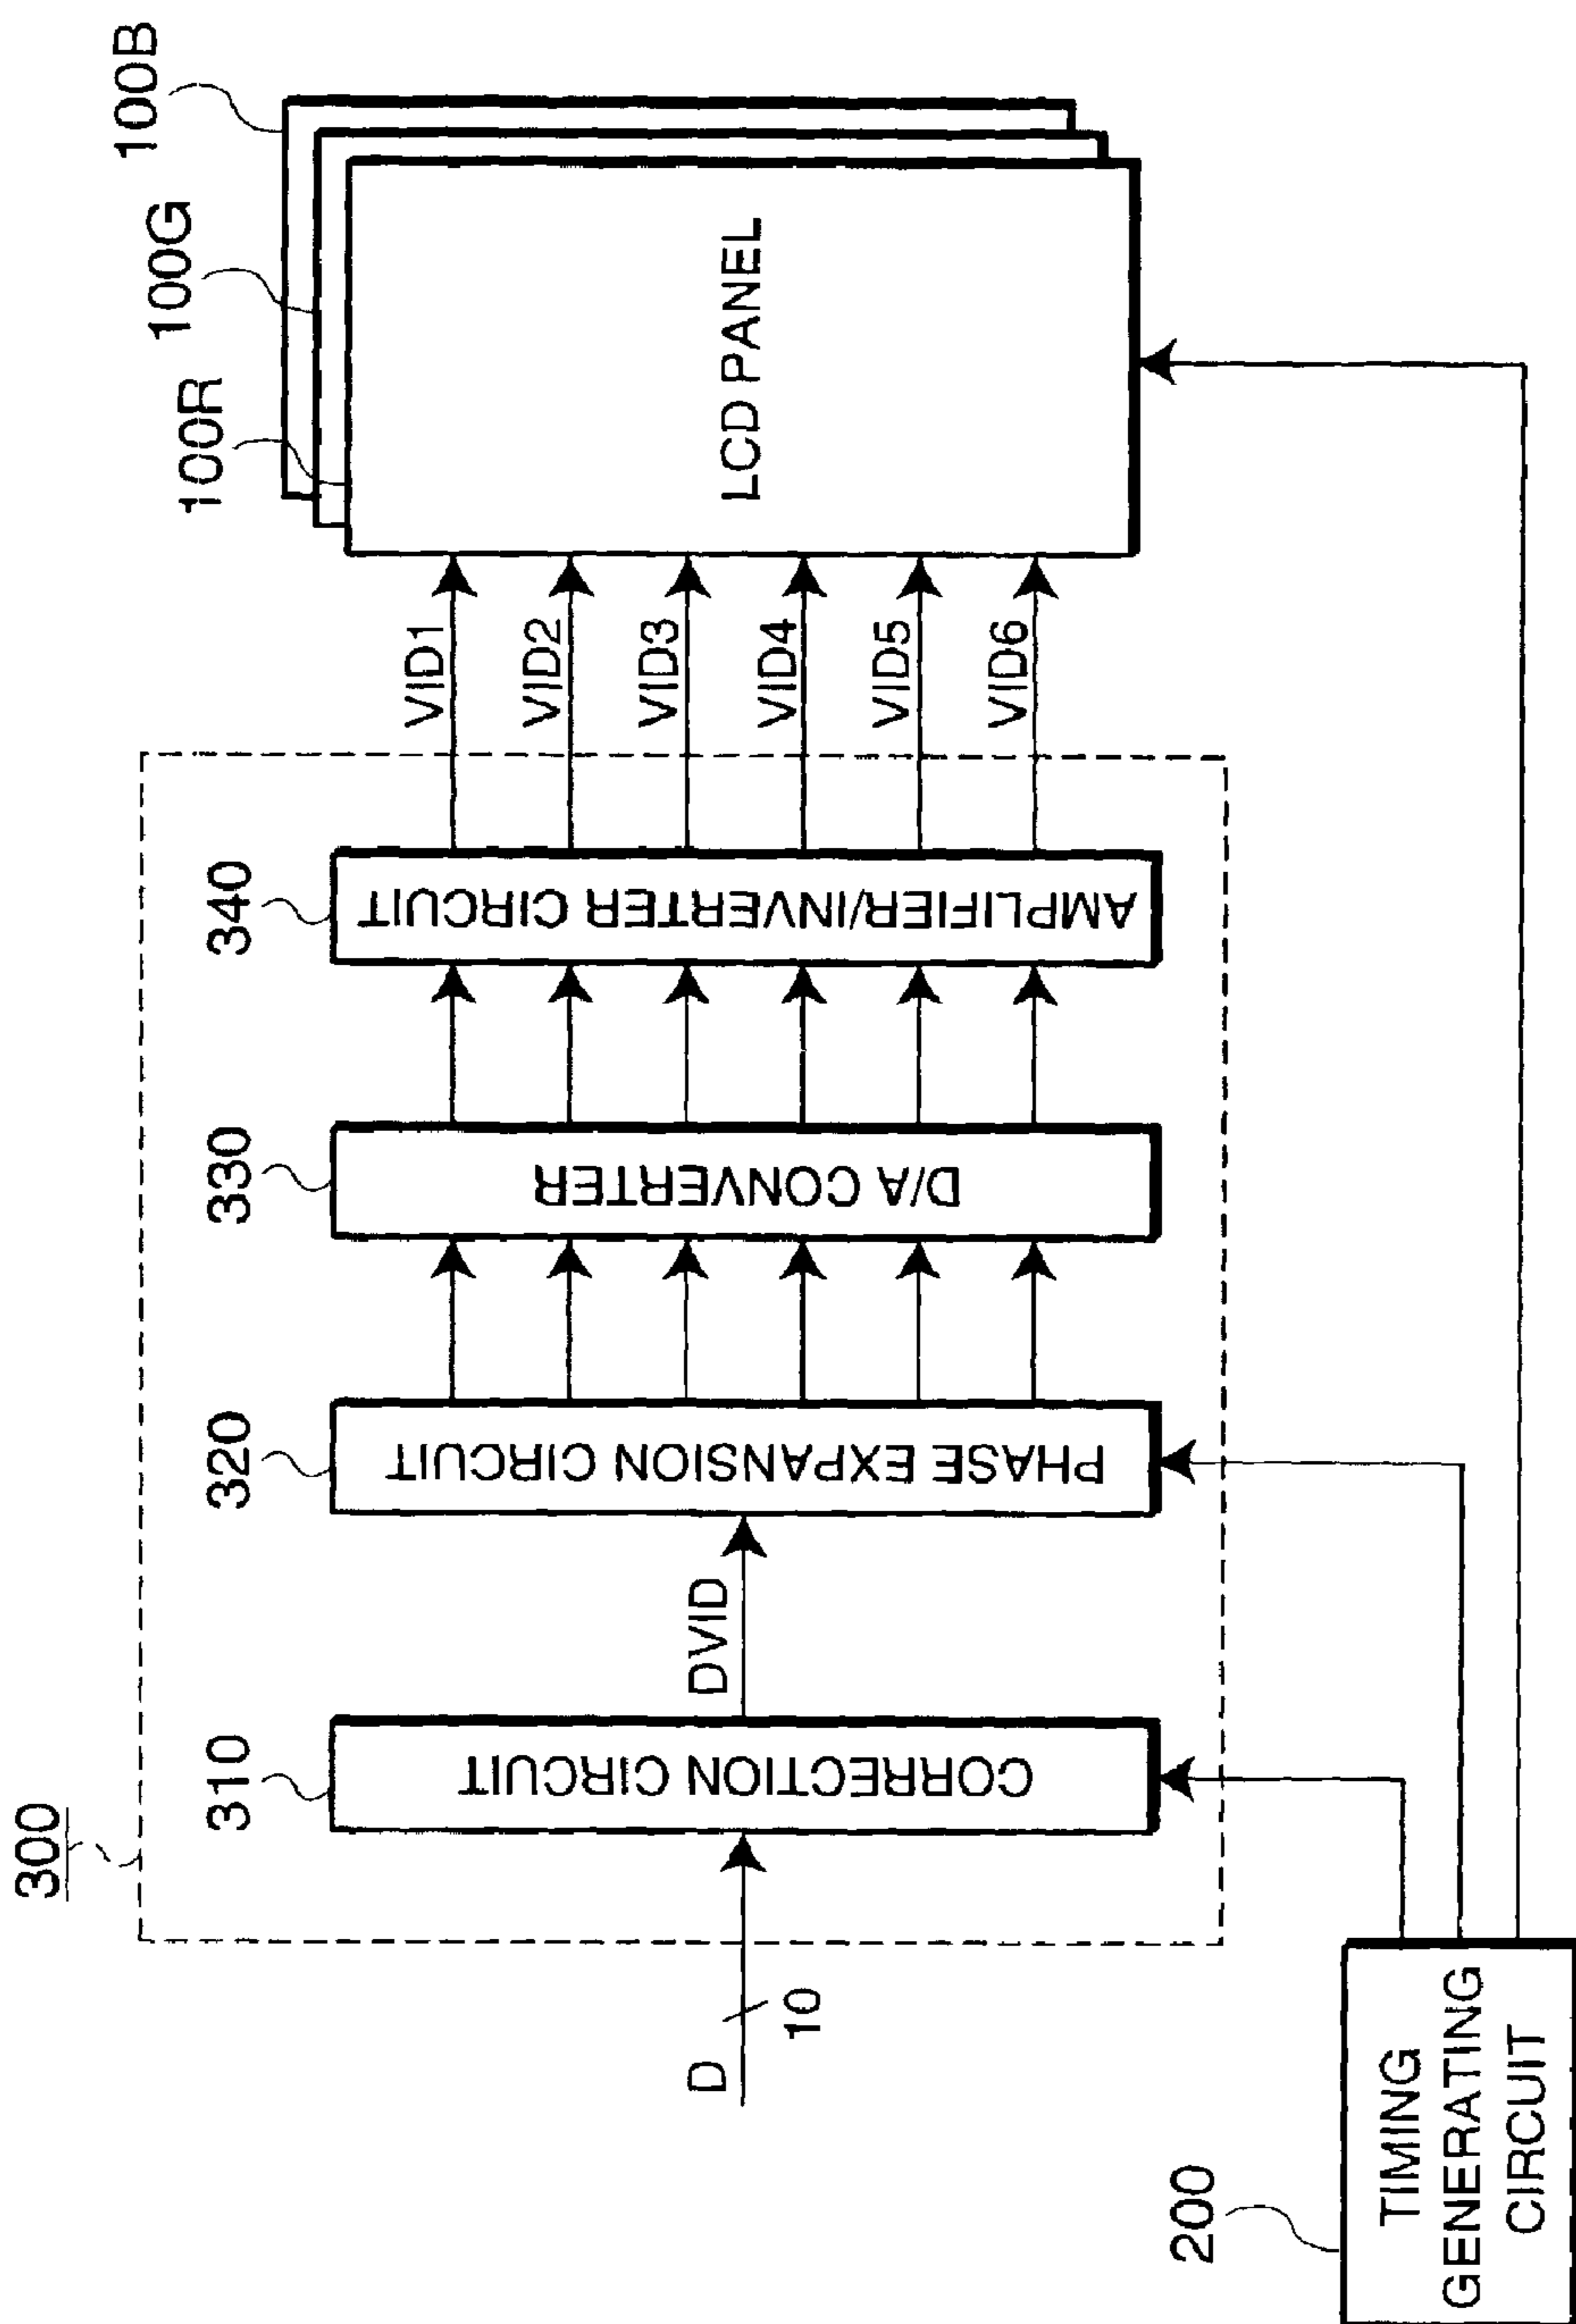 300
310
320
330
340
100R
100G
100B
D
10
CORRECTION CIRCUIT
DVID
PHASE EXPANSION CIRCUIT
D/A CONVERTER
AMPLIFIER/INVERTER CIRCUIT
VID1
VID2
VID3
VID4
VID5
VID6
LCD PANEL
200
TIMING
GENERATING
CIRCUIT